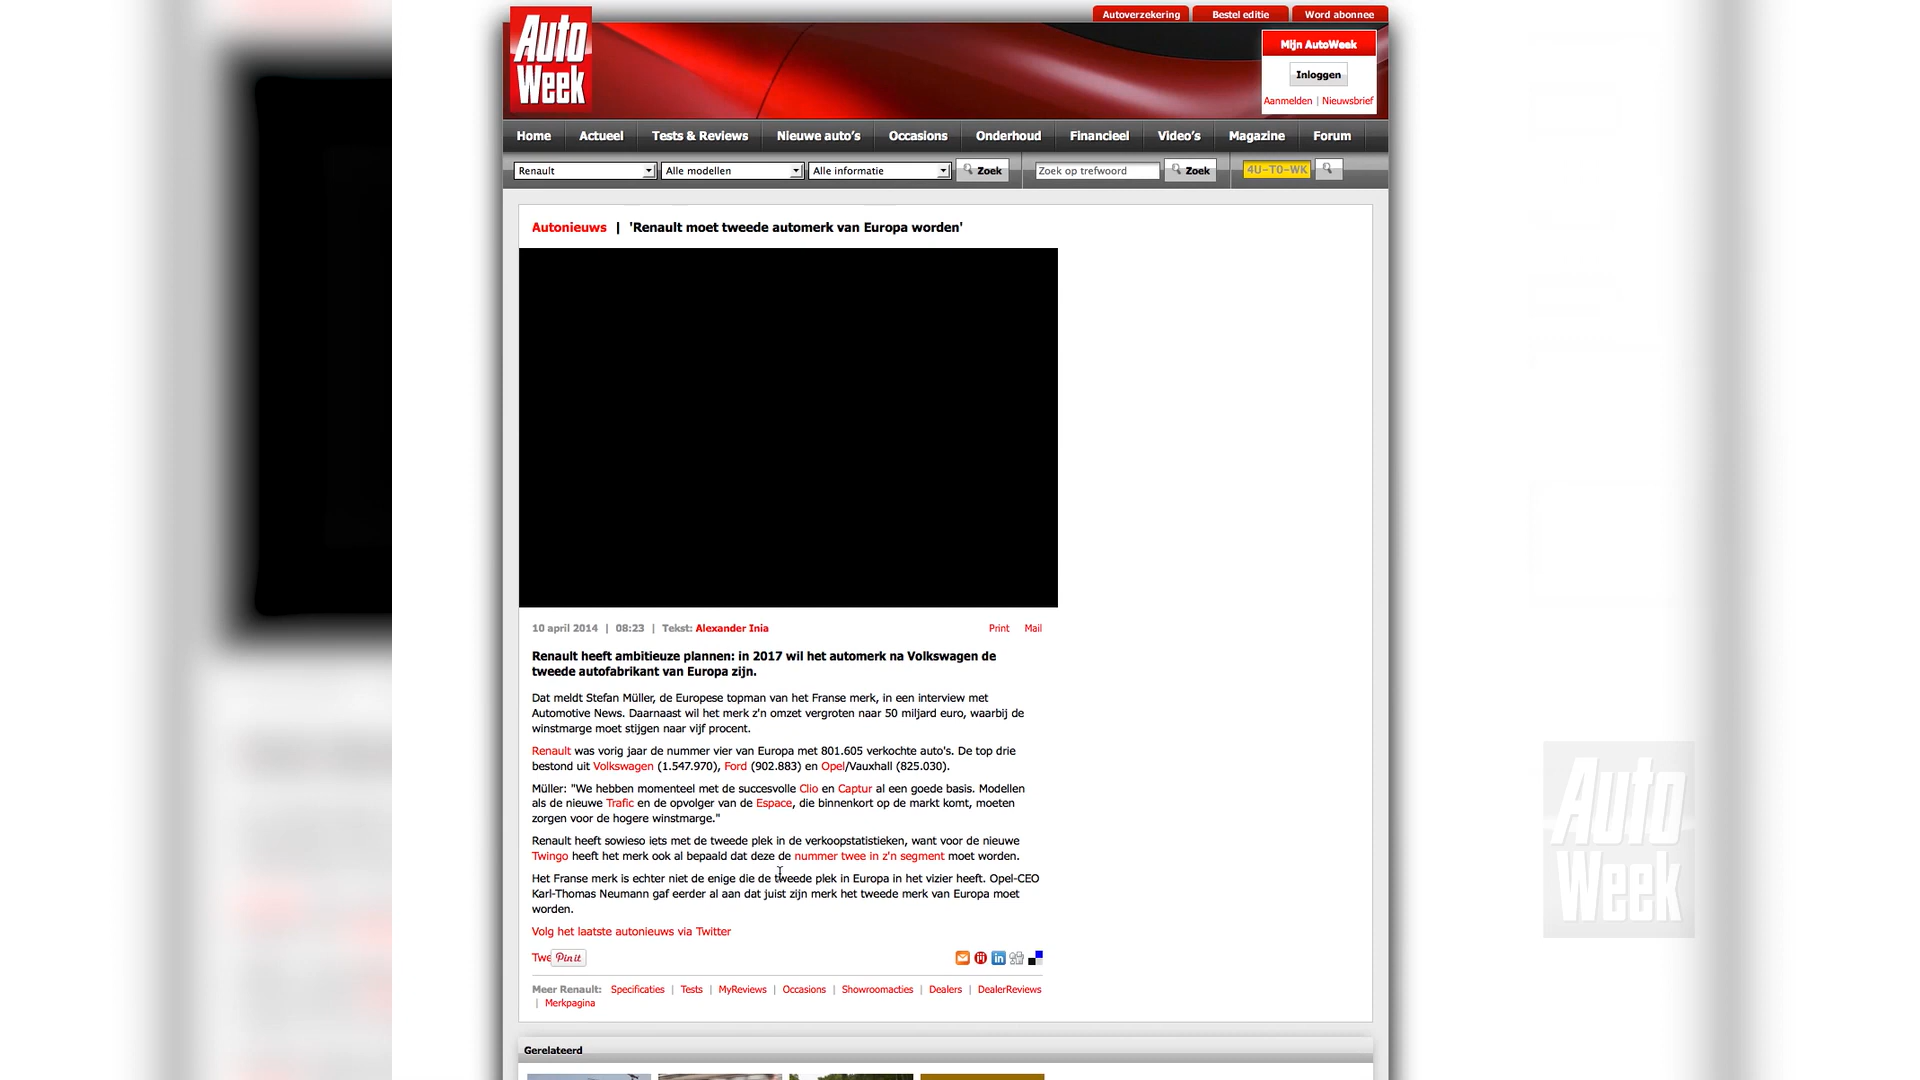 Autoverzekering Bestel editie Word abonnee
Auto
Week
Mijn AutoWeek
Inloggen
Aanmelden | Nieuwsbrief
Home Actueel Tests & Reviews Nieuwe auto's Occasions Onderhoud Financieel Video's Magazine Forum
Renault Alle modellen Alle informatie Zoek Zoek op trefwoord Zoek 4U-TO-WK
Autonieuws | 'Renault moet tweede automerk van Europa worden'
10 april 2014 | 08:23 | Tekst: Alexander Inia Print Mail
Renault heeft ambitieuze plannen: in 2017 wil het automerk na Volkswagen de
tweede autofabrikant van Europa zijn.
Dat meldt Stefan Müller, de Europese topman van het Franse merk, in een interview met
Automotive News. Daarnaast wil het merk z'n omzet vergroten naar 50 miljard euro, waarbij de
winstmarge moet stijgen naar vijf procent.
Renault was vorig jaar de nummer vier van Europa met 801.605 verkochte auto's. De top drie
bestond uit Volkswagen (1.547.970), Ford (902.883) en Opel/Vauxhall (825.030).
Müller: "We hebben momenteel met de succesvolle Clio en Captur al een goede basis. Modellen
als de nieuwe Trafic en de opvolger van de Espace, die binnenkort op de markt komt, moeten
zorgen voor de hogere winstmarge."
Renault heeft sowieso iets met de tweede plek in de verkoopstatistieken, want voor de nieuwe
Twingo heeft het merk ook al bepaald dat deze de nummer twee in z'n segment moet worden.
Het Franse merk is echter niet de enige die de tweede plek in Europa in het vizier heeft. Opel-CEO
Karl-Thomas Neumann gaf eerder al aan dat juist zijn merk het tweede merk van Europa moet
worden.
Volg het laatste autonieuws via Twitter
Twe Pin it
Meer Renault: Specificaties | Tests | MyReviews | Occasions | Showroomacties | Dealers | DealerReviews
| Merkpagina
Gerelateerd
Auto
Week